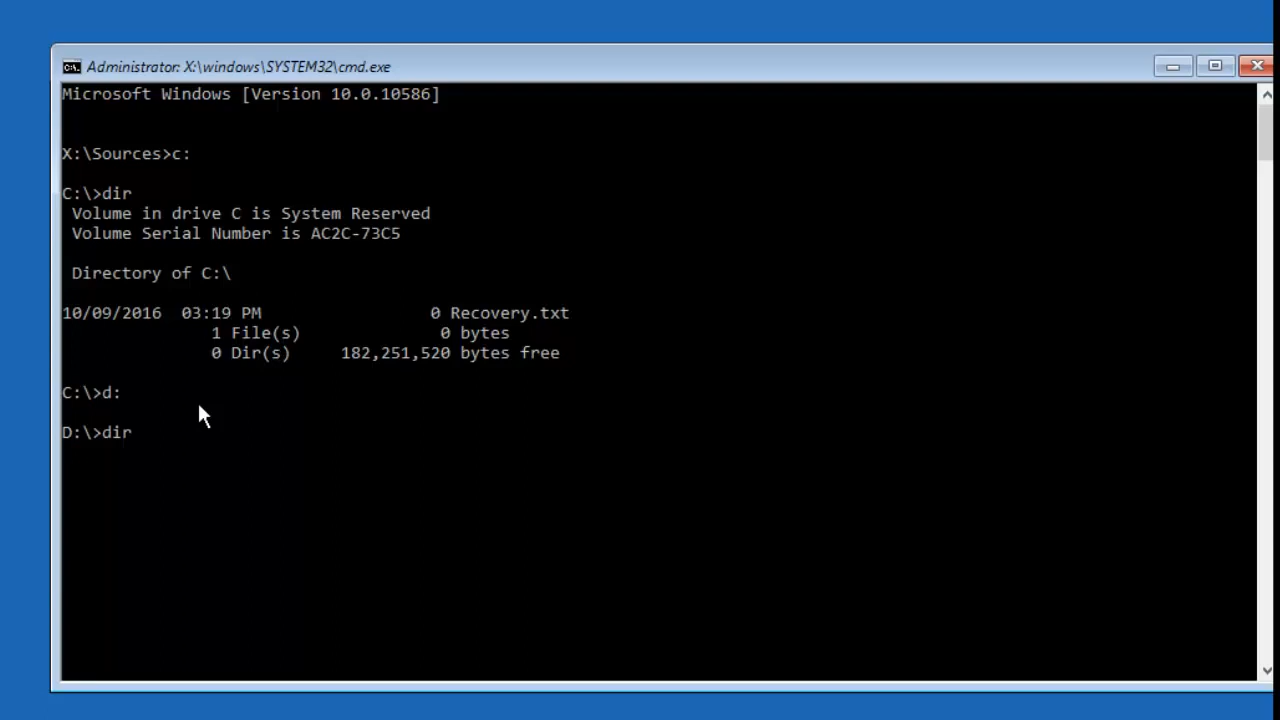 Administrator: X:\windows\SYSTEM32\cmd.exe
Microsoft Windows [Version 10.0.10586]
X:\Sources>c:
C:\>dir
Volume in drive C is System Reserved
Volume Serial Number is AC2C-73C5
Directory of C:\
10/09/2016  03:19 PM                 0 Recovery.txt
1 File(s)              0 bytes
0 Dir(s)     182,251,520 bytes free
C:\>d:
D:\>dir